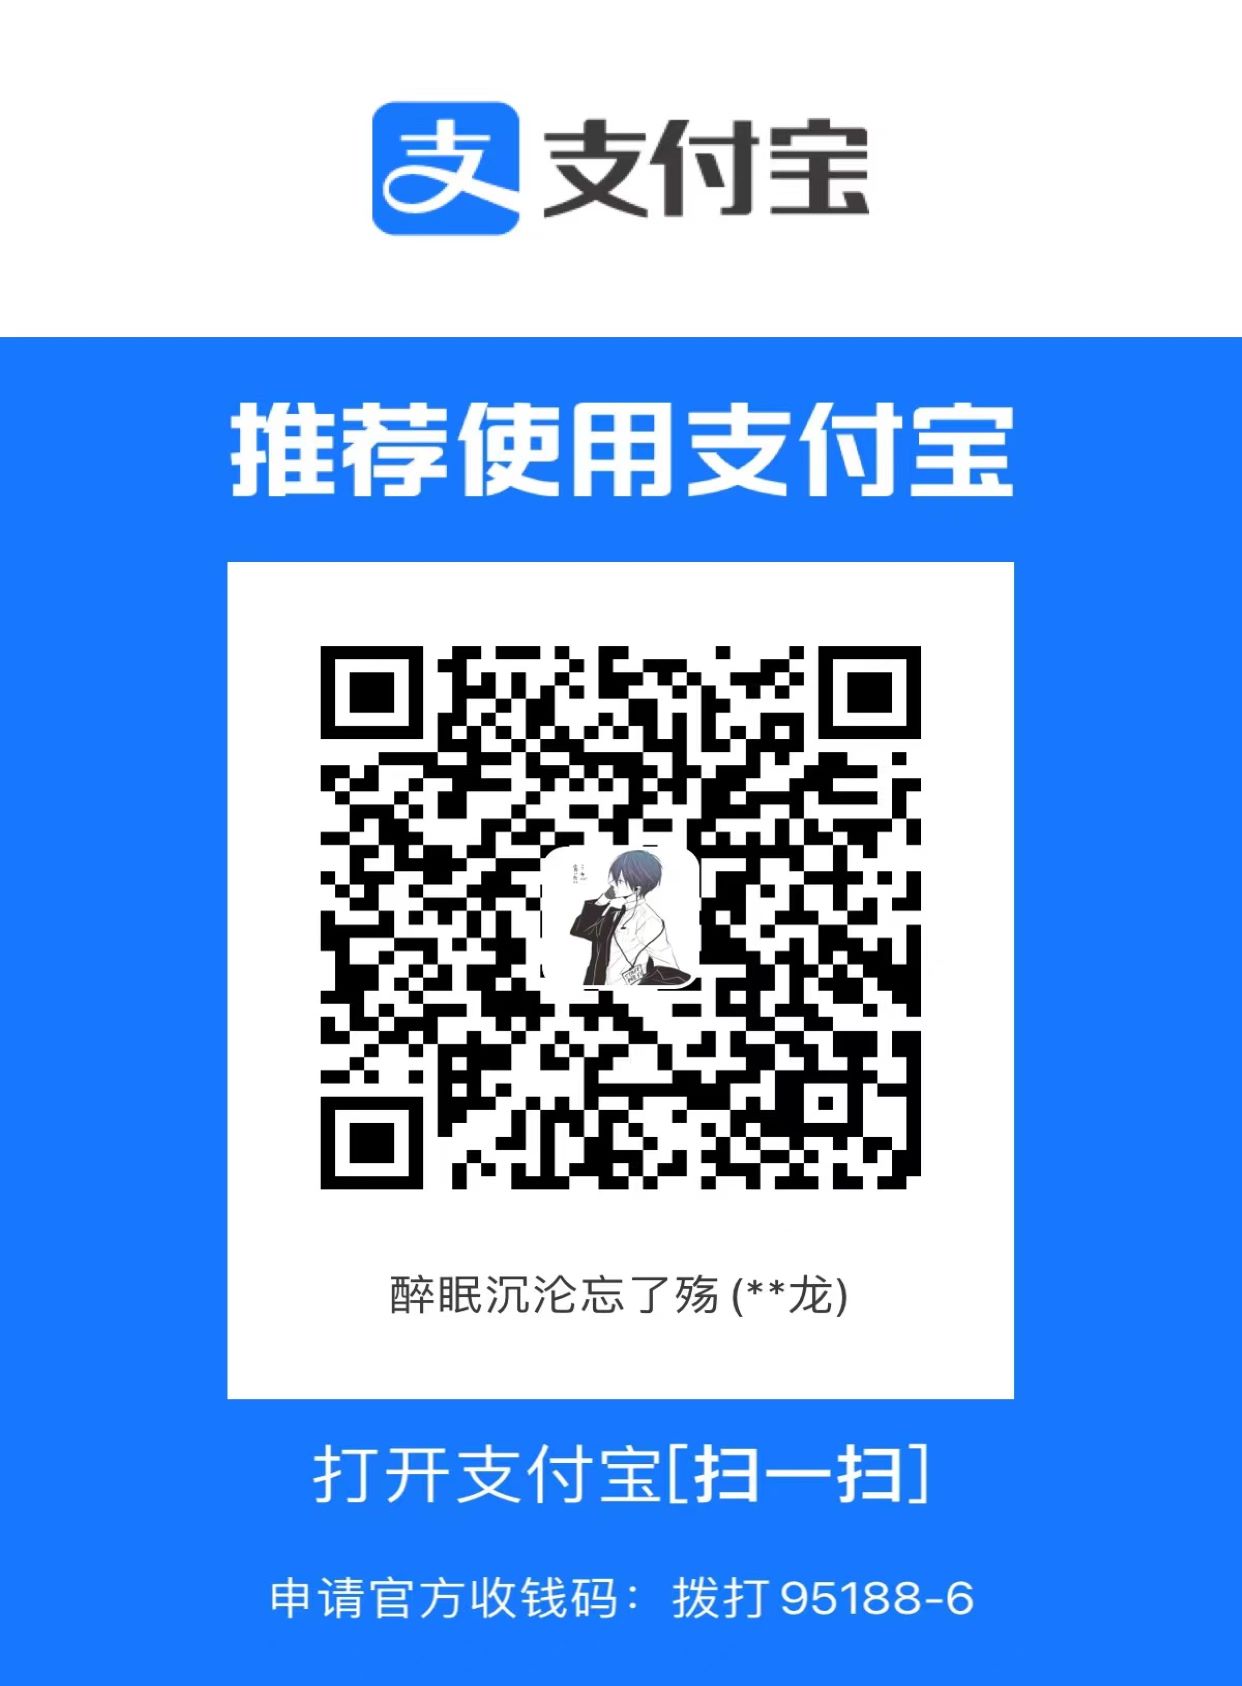 支 支付宝
推荐使用支付宝
醉眠沉沦忘了殇 (**龙)
打开支付宝[扫一扫]
申请官方收钱码：拨打 95188-6